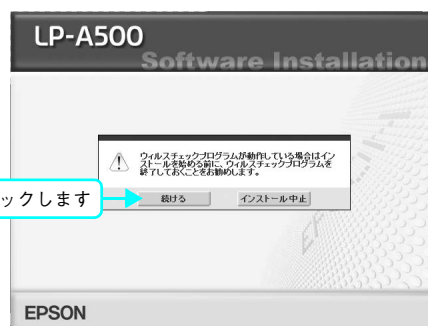 LP-A500
Software Installation
ウィルスチェックプログラムが動作している場合はイン
ストールを始める前に、ウィルスチェックプログラムを
終了しておくことをお勧めします。
ックします
続ける
インストール中止
EPSON